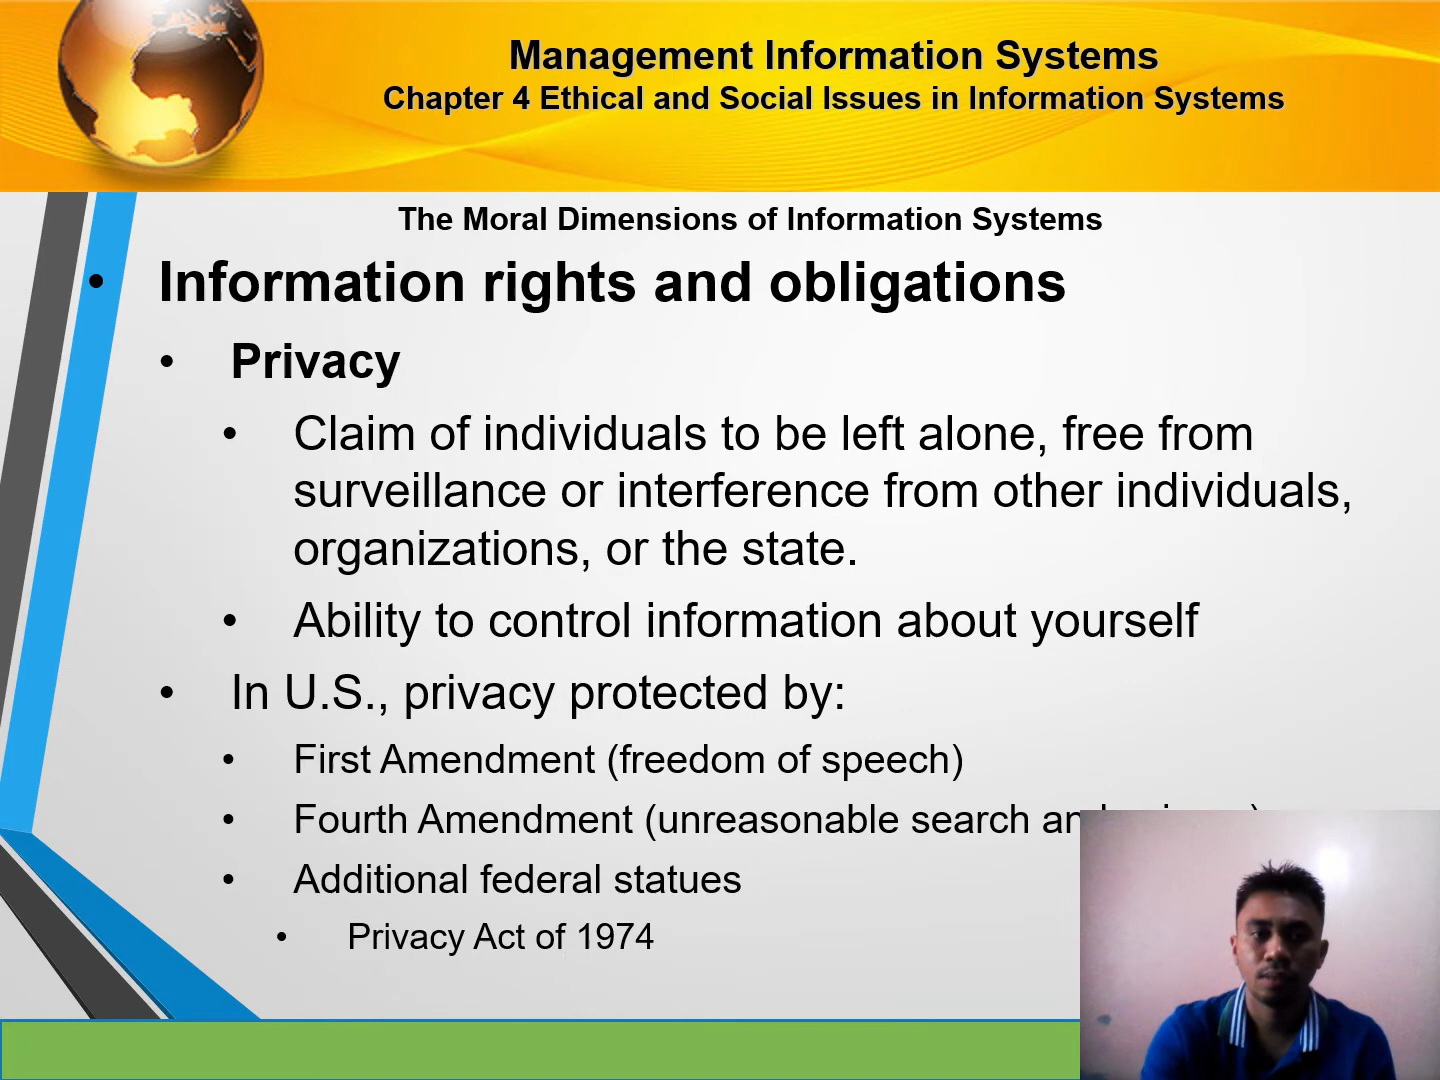 Management Information Systems
Chapter 4 Ethical and Social Issues in Information Systems
The Moral Dimensions of Information Systems
• Information rights and obligations
• Privacy
• Claim of individuals to be left alone, free from
surveillance or interference from other individuals,
organizations, or the state.
• Ability to control information about yourself
• In U.S., privacy protected by:
• First Amendment (freedom of speech)
• Fourth Amendment (unreasonable search and
• Additional federal statues
• Privacy Act of 1974